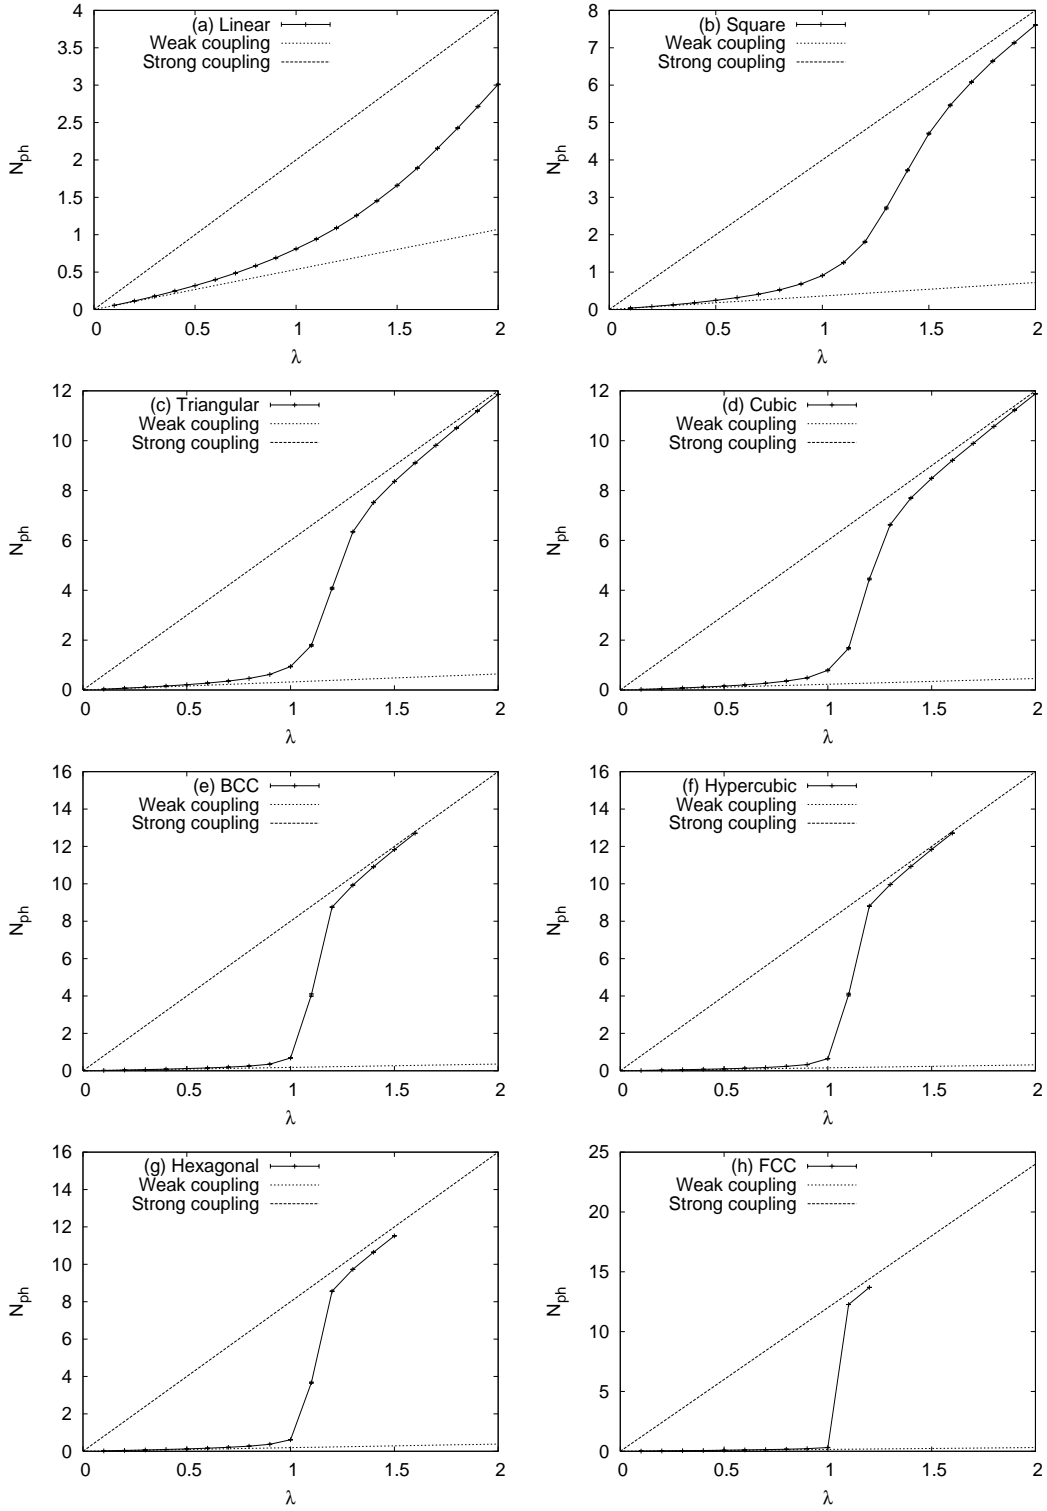 4
3.5
3
2.5
2
1.5
1
0.5
0
N_ph
(a) Linear
Weak coupling
Strong coupling
0 0.5 1 1.5 2
λ
8
7
6
5
4
3
2
1
0
N_ph
(b) Square
Weak coupling
Strong coupling
0 0.5 1 1.5 2
λ
12
10
8
6
4
2
0
N_ph
(c) Triangular
Weak coupling
Strong coupling
0 0.5 1 1.5 2
λ
12
10
8
6
4
2
0
N_ph
(d) Cubic
Weak coupling
Strong coupling
0 0.5 1 1.5 2
λ
16
14
12
10
8
6
4
2
0
N_ph
(e) BCC
Weak coupling
Strong coupling
0 0.5 1 1.5 2
λ
16
14
12
10
8
6
4
2
0
N_ph
(f) Hypercubic
Weak coupling
Strong coupling
0 0.5 1 1.5 2
λ
16
14
12
10
8
6
4
2
0
N_ph
(g) Hexagonal
Weak coupling
Strong coupling
0 0.5 1 1.5 2
λ
25
20
15
10
5
0
N_ph
(h) FCC
Weak coupling
Strong coupling
0 0.5 1 1.5 2
λ